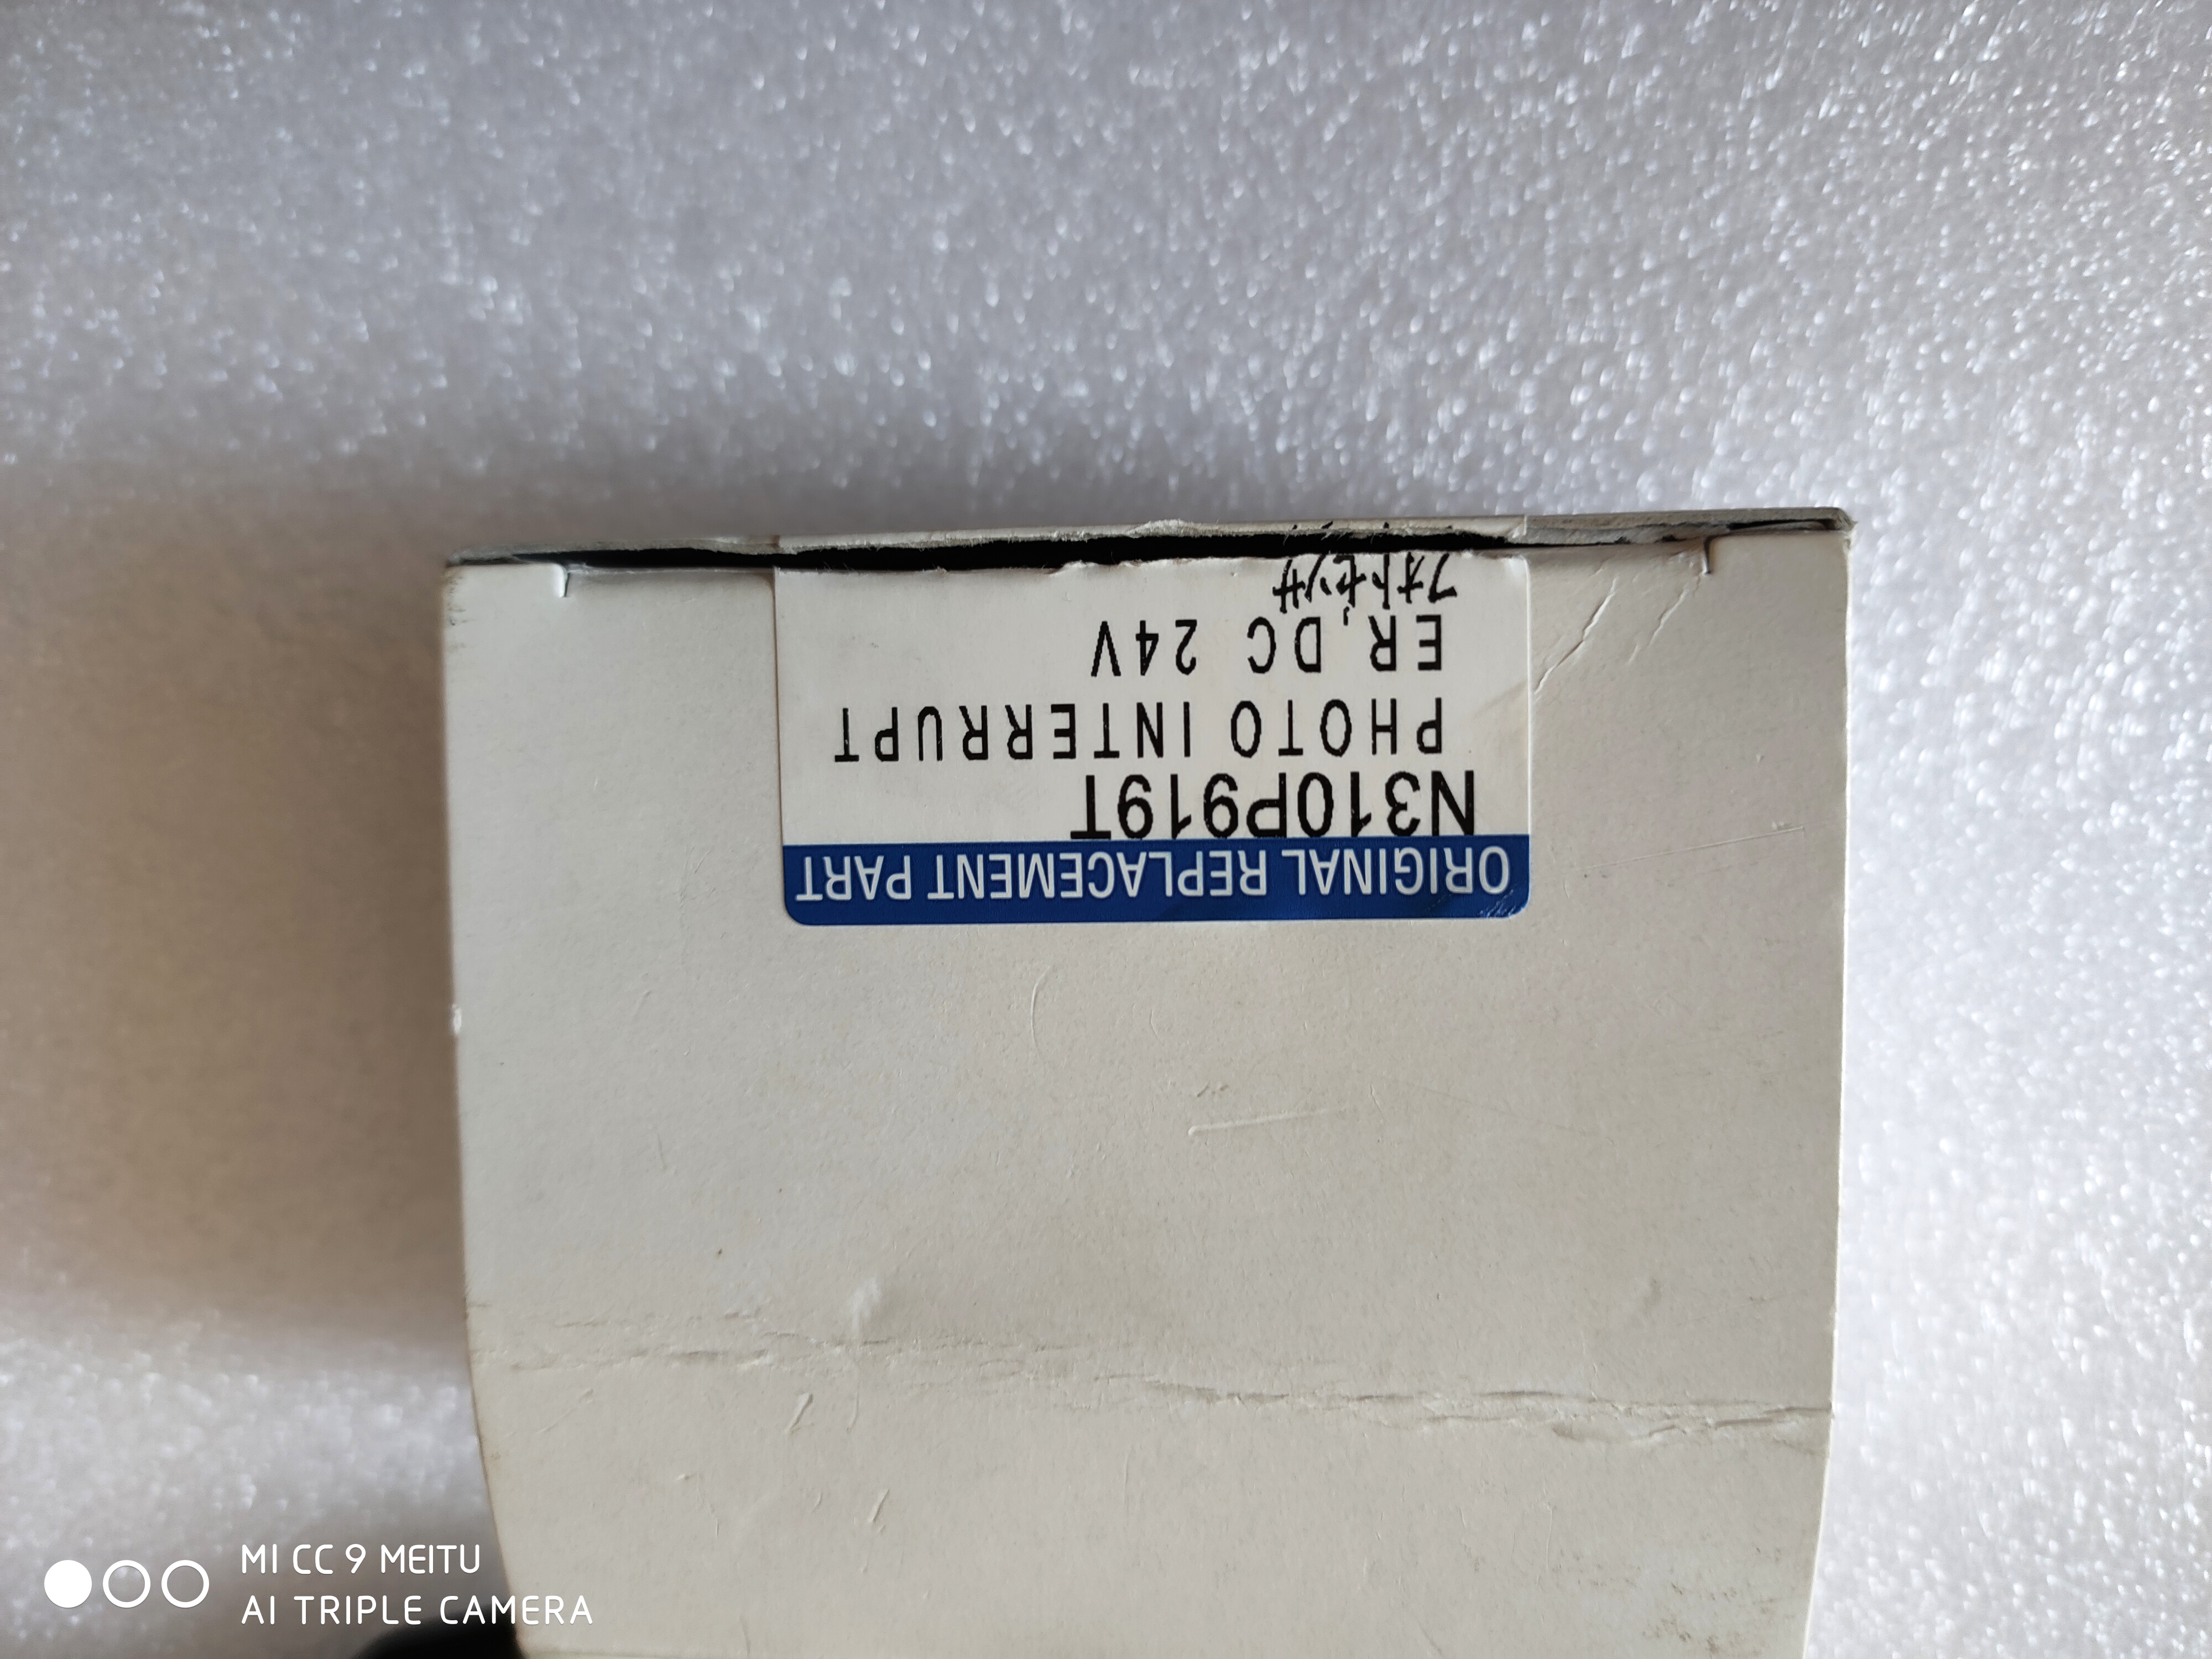 ORIGINAL REPLACEMENT PART
N310P919T
PHOTO INTERRUPT
ER,DC 24V
フォトセンサ
MI CC 9 MEITU
AI TRIPLE CAMERA